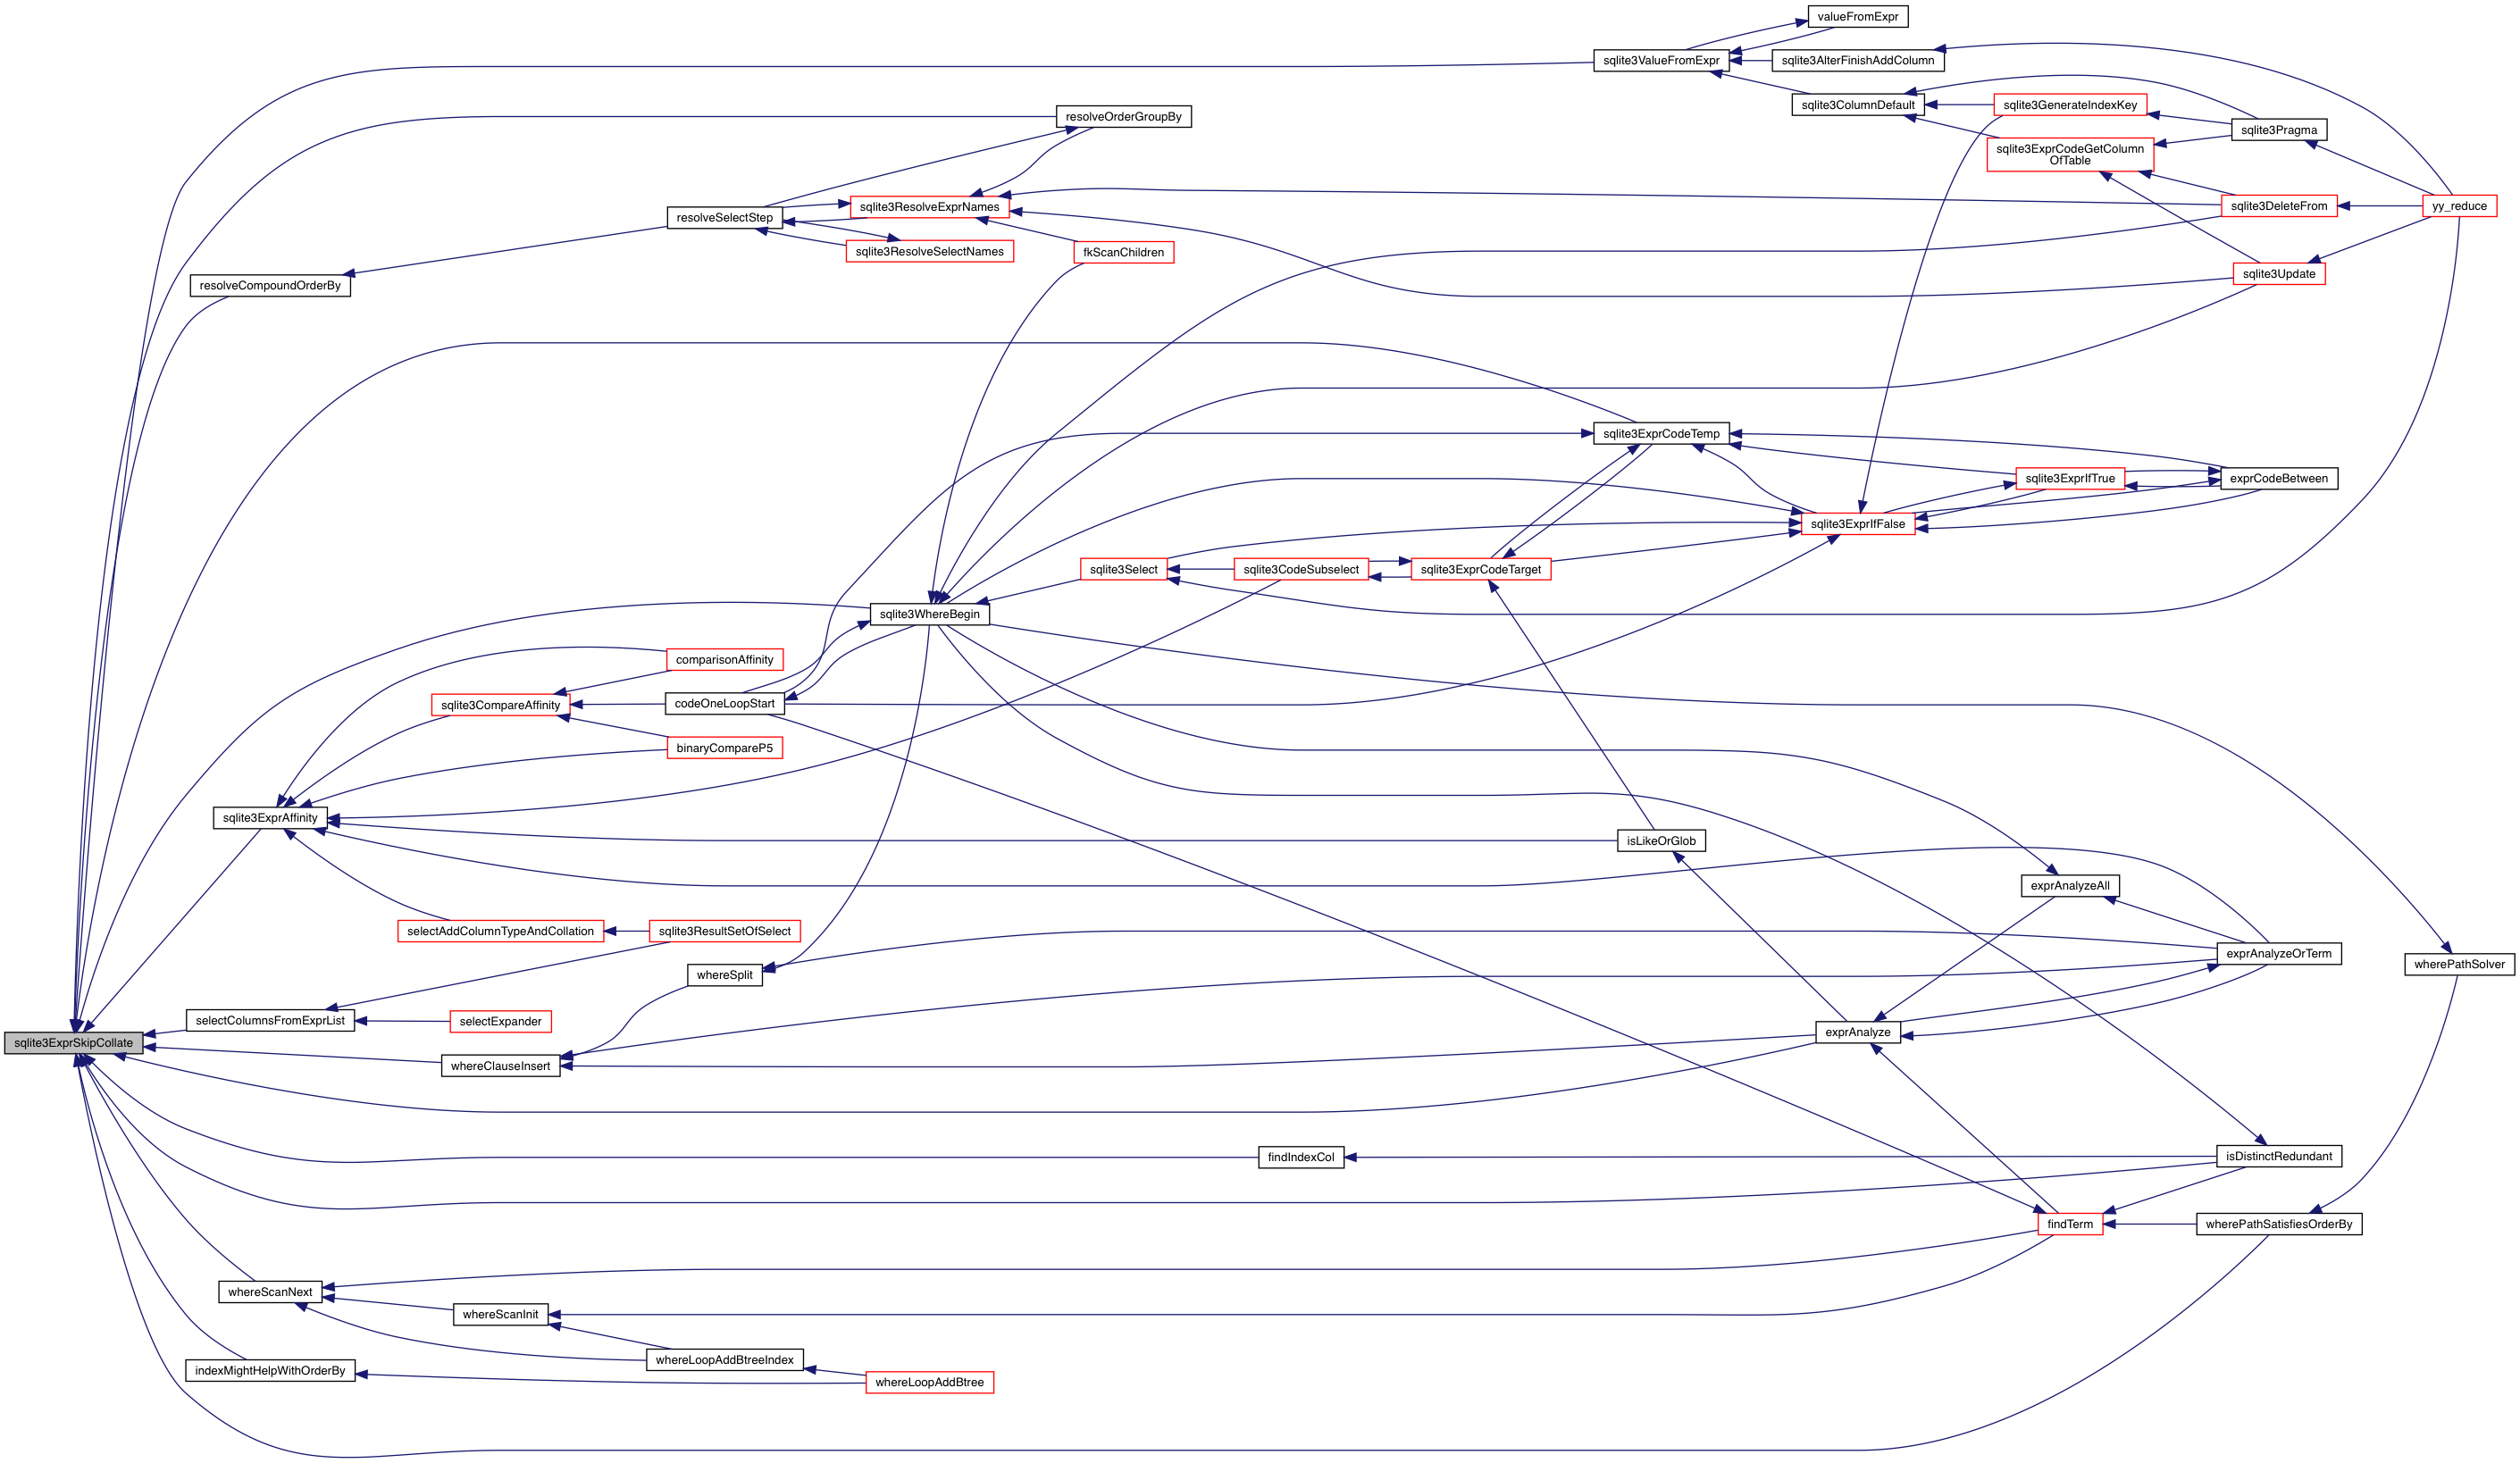 valueFromExpr
sqlite3ValueFromExpr
sqlite3AlterFinishAddColumn
sqlite3ColumnDefault
sqlite3GenerateIndexKey
resolveOrderGroupBy
sqlite3Pragma
sqlite3ExprCodeGetColumn
OfTable
sqlite3ResolveExprNames
sqlite3DeleteFrom
yy_reduce
resolveSelectStep
sqlite3ResolveSelectNames
fkScanChildren
sqlite3Update
resolveCompoundOrderBy
sqlite3ExprCodeTemp
sqlite3ExprIfTrue
exprCodeBetween
sqlite3ExprIfFalse
sqlite3Select
sqlite3CodeSubselect
sqlite3ExprCodeTarget
sqlite3WhereBegin
comparisonAffinity
sqlite3CompareAffinity
codeOneLoopStart
binaryCompareP5
sqlite3ExprAffinity
isLikeOrGlob
exprAnalyzeAll
selectAddColumnTypeAndCollation
sqlite3ResultSetOfSelect
exprAnalyzeOrTerm
wherePathSolver
whereSplit
selectColumnsFromExprList
selectExpander
exprAnalyze
sqlite3ExprSkipCollate
whereClauseInsert
findIndexCol
isDistinctRedundant
findTerm
wherePathSatisfiesOrderBy
whereScanNext
whereScanInit
whereLoopAddBtreeIndex
indexMightHelpWithOrderBy
whereLoopAddBtree